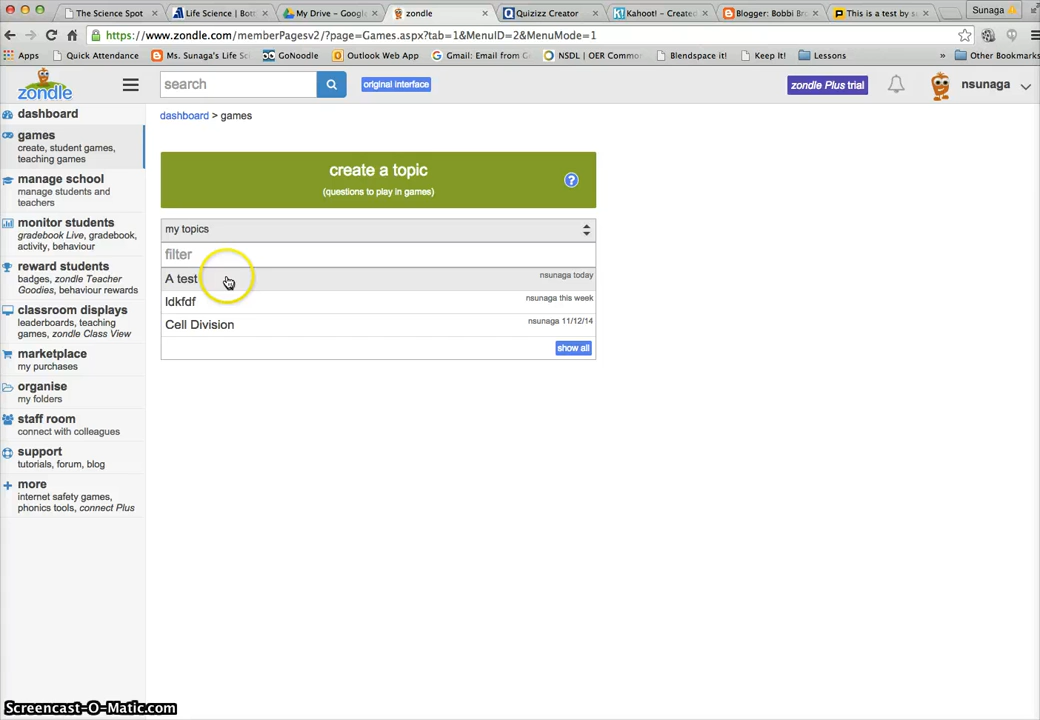 The Science Spot
Life Science | Bott
My Drive – Google
zondle
Quizizz Creator
Kahoot! – Created
Blogger: Bobbi Bro
This is a test by s
Sunaga
https://www.zondle.com/memberPagesv2/?page=Games.aspx?tab=1&MenuID=2&MenuMode=1
Apps
Quick Attendance
Ms. Sunaga's Life Sc
GoNoodle
Outlook Web App
Gmail: Email from G
NSDL | OER Commo
Blendspace it!
Keep It!
Lessons
»
Other Bookmarks
zondle
search
original interface
zondle Plus trial
nsunaga
dashboard
games
create, student games,
teaching games
manage school
manage students and
teachers
monitor students
gradebook Live, gradebook,
activity, behaviour
reward students
badges, zondle Teacher
Goodies, behaviour rewards
classroom displays
leaderboards, teaching
games, zondle Class View
marketplace
my purchases
organise
my folders
staff room
connect with colleagues
support
tutorials, forum, blog
more
internet safety games,
phonics tools, connect Plus
dashboard > games
create a topic
(questions to play in games)
?
my topics
filter
A test
nsunaga today
ldkfdf
nsunaga this week
Cell Division
nsunaga 11/12/14
show all
Screencast-O-Matic.com